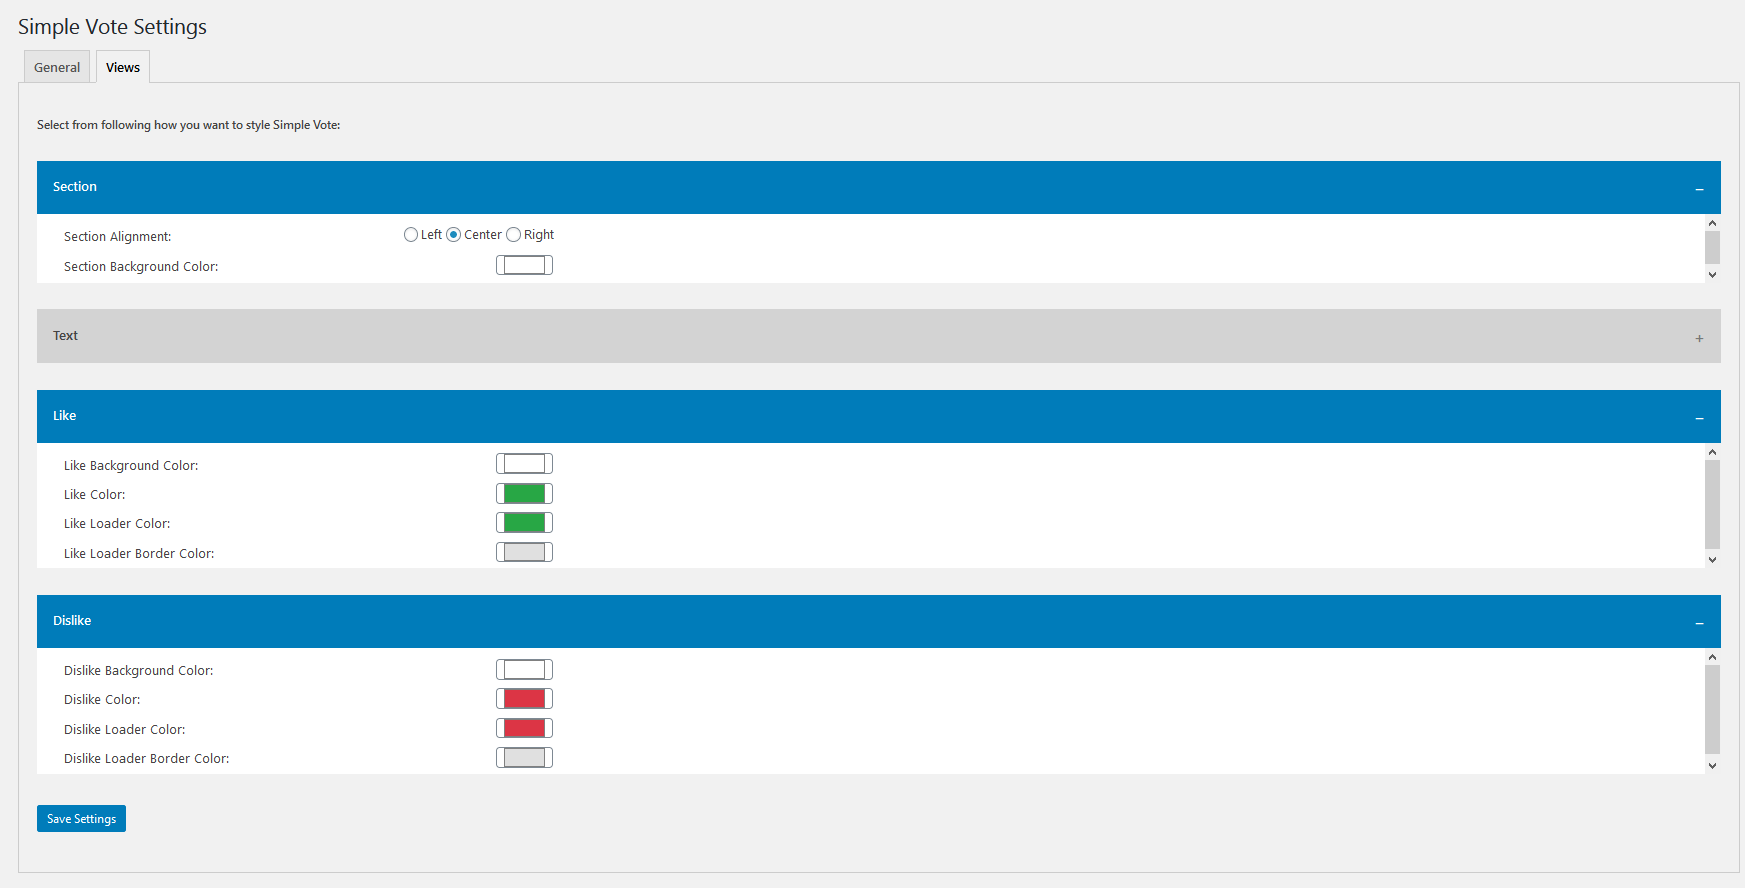 Simple Vote Settings
General Views
Select from following how you want to style Simple Vote:
Section –
Section Alignment: Left Center Right
Section Background Color:
Text +
Like –
Like Background Color:
Like Color:
Like Loader Color:
Like Loader Border Color:
Dislike –
Dislike Background Color:
Dislike Color:
Dislike Loader Color:
Dislike Loader Border Color:
Save Settings